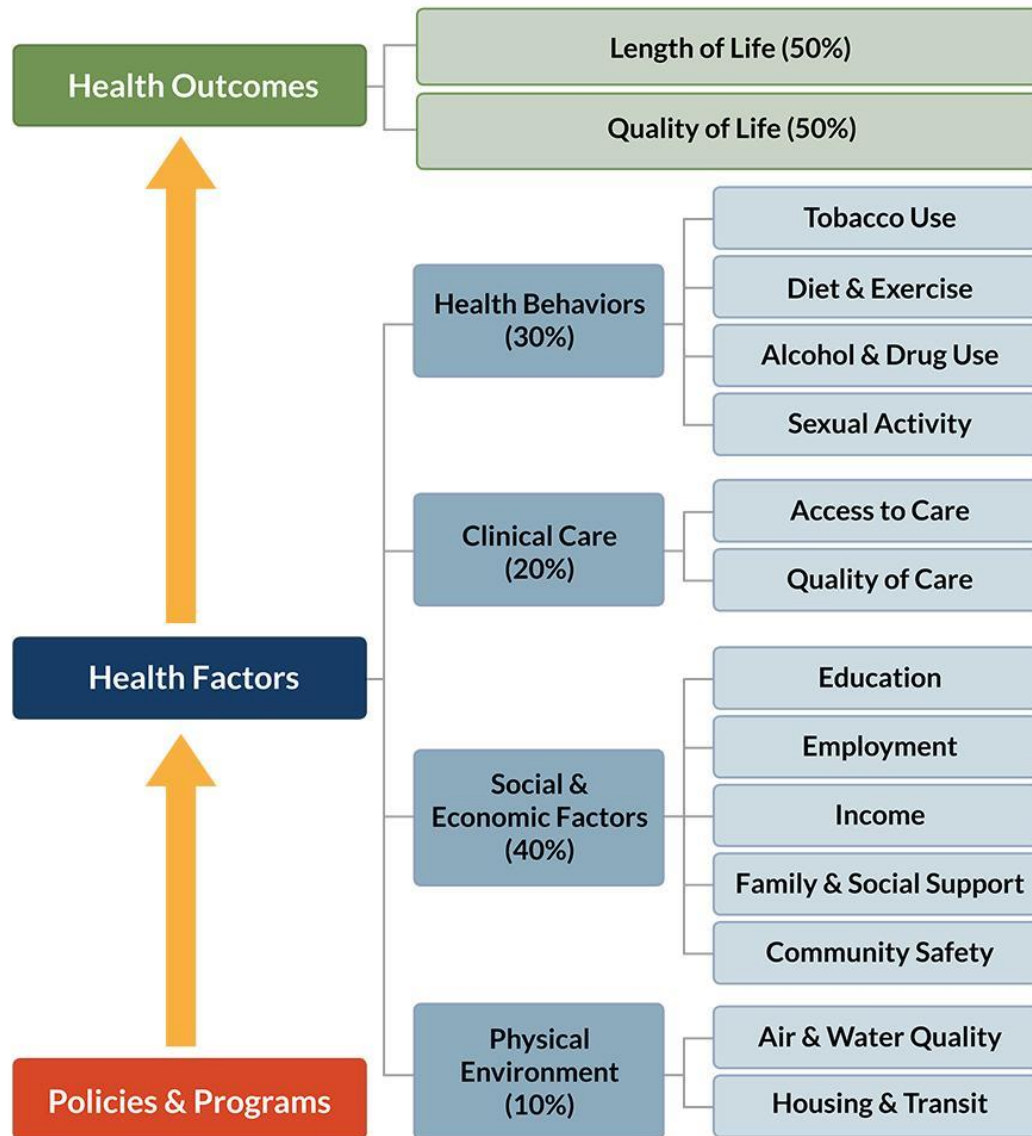 Health Outcomes
Length of Life (50%)
Quality of Life (50%)
Health Factors
Health Behaviors
(30%)
Tobacco Use
Diet & Exercise
Alcohol & Drug Use
Sexual Activity
Clinical Care
(20%)
Access to Care
Quality of Care
Social &
Economic Factors
(40%)
Education
Employment
Income
Family & Social Support
Community Safety
Physical
Environment
(10%)
Air & Water Quality
Housing & Transit
Policies & Programs